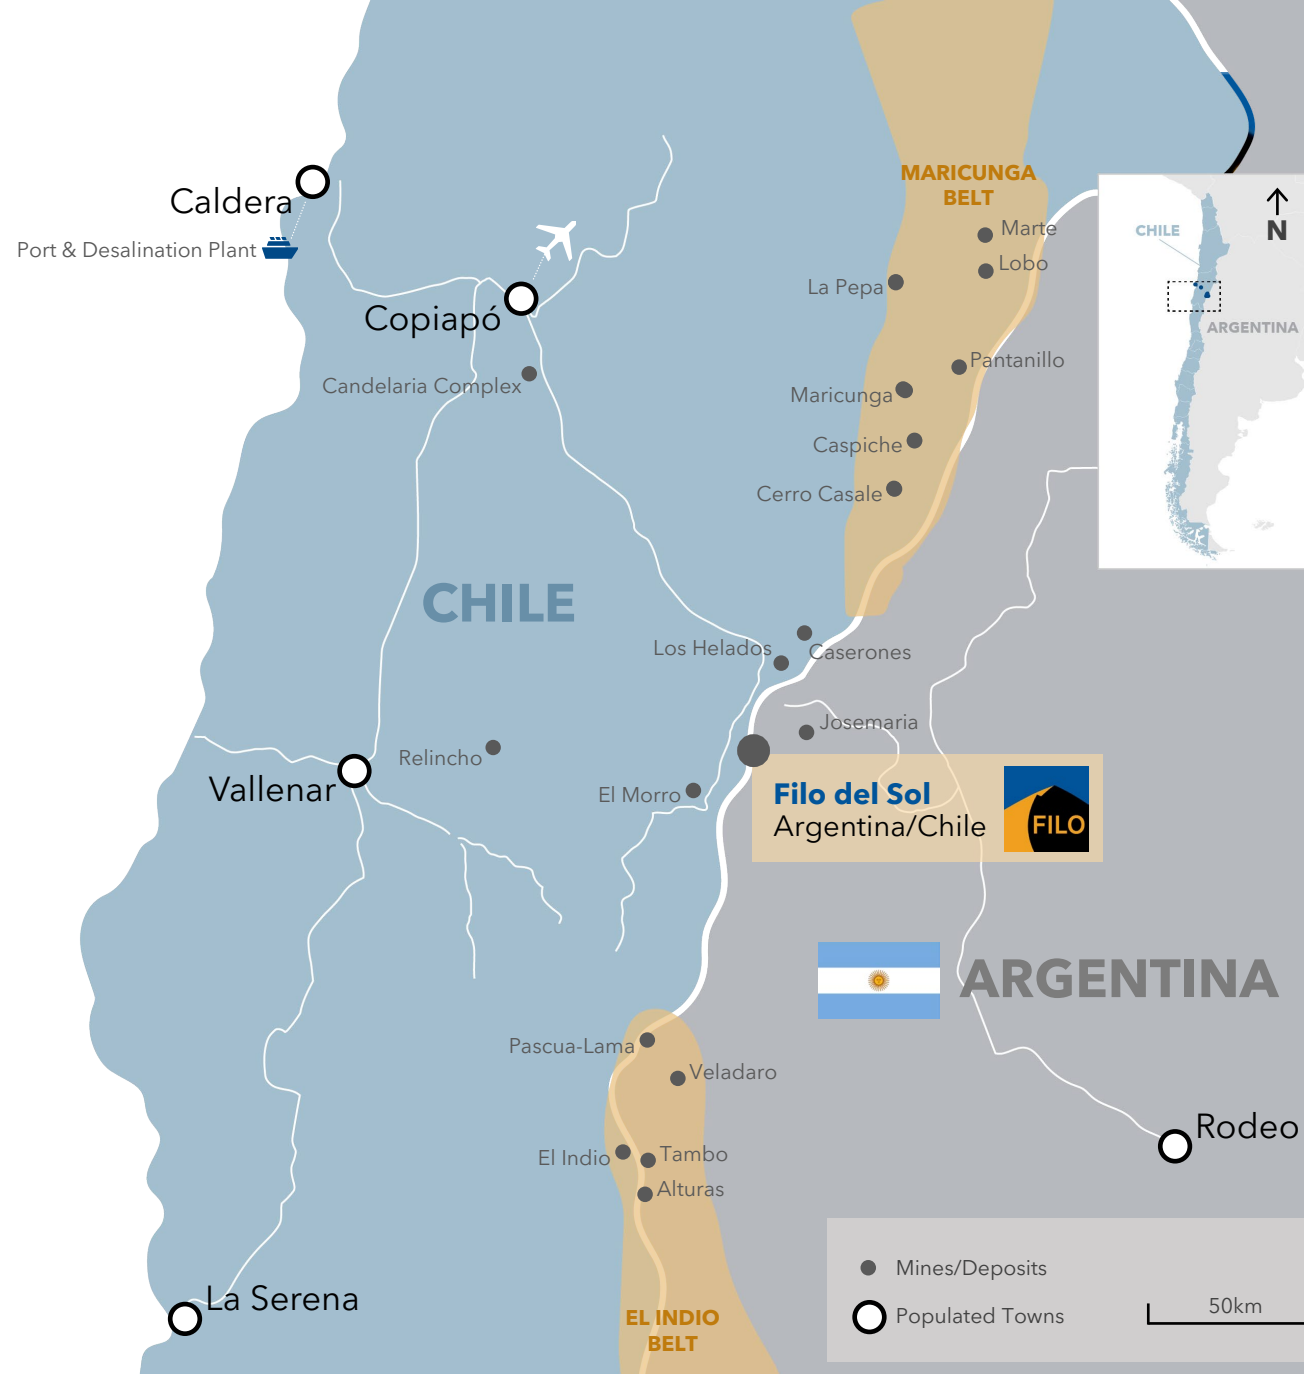 MARICUNGA
BELT
Caldera
Port & Desalination Plant
Marte
Lobo
La Pepa
CHILE
N
ARGENTINA
Copiapó
Candelaria Complex
Pantanillo
Maricunga
Caspiche
Cerro Casale
CHILE
Los Helados
Caserones
Josemaria
Relincho
Vallenar
El Morro
Filo del Sol
Argentina/Chile
FILO
ARGENTINA
Pascua-Lama
Veladaro
Rodeo
El Indio
Tambo
Alturas
La Serena
EL INDIO
BELT
Mines/Deposits
Populated Towns
50km